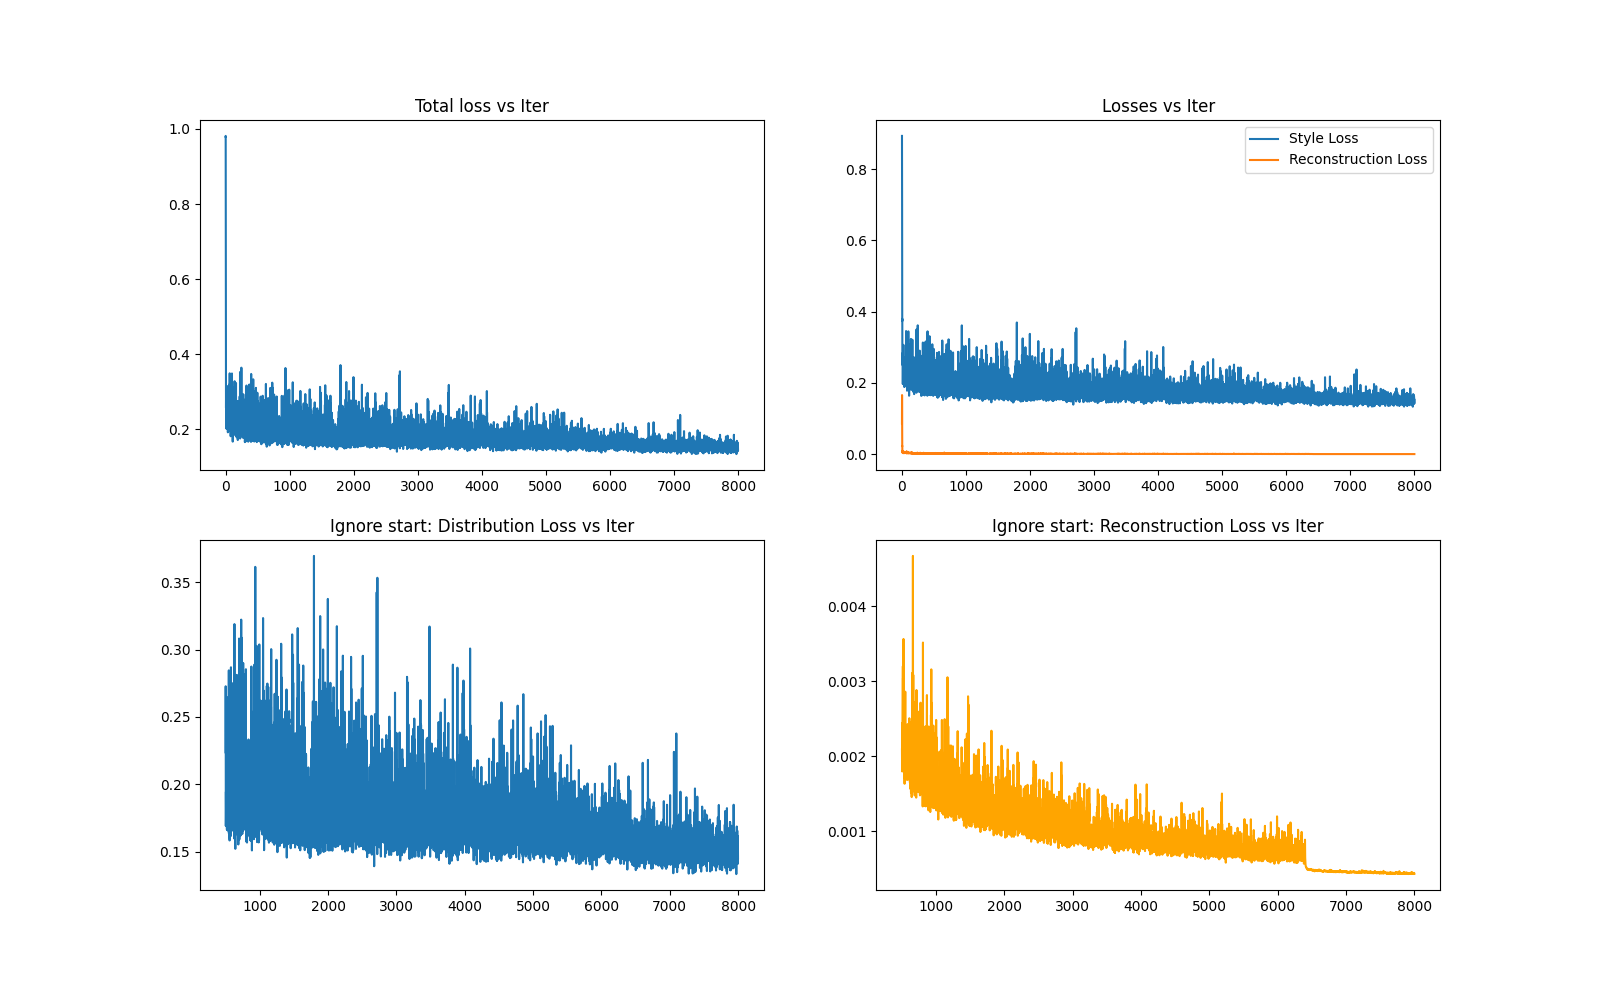 Total loss vs Iter
1.0
0.8
0.6
0.4
0.2
0 1000 2000 3000 4000 5000 6000 7000 8000
Losses vs Iter
Style Loss
Reconstruction Loss
0.8
0.6
0.4
0.2
0.0
0 1000 2000 3000 4000 5000 6000 7000 8000
Ignore start: Distribution Loss vs Iter
0.35
0.30
0.25
0.20
0.15
1000 2000 3000 4000 5000 6000 7000 8000
Ignore start: Reconstruction Loss vs Iter
0.004
0.003
0.002
0.001
1000 2000 3000 4000 5000 6000 7000 8000